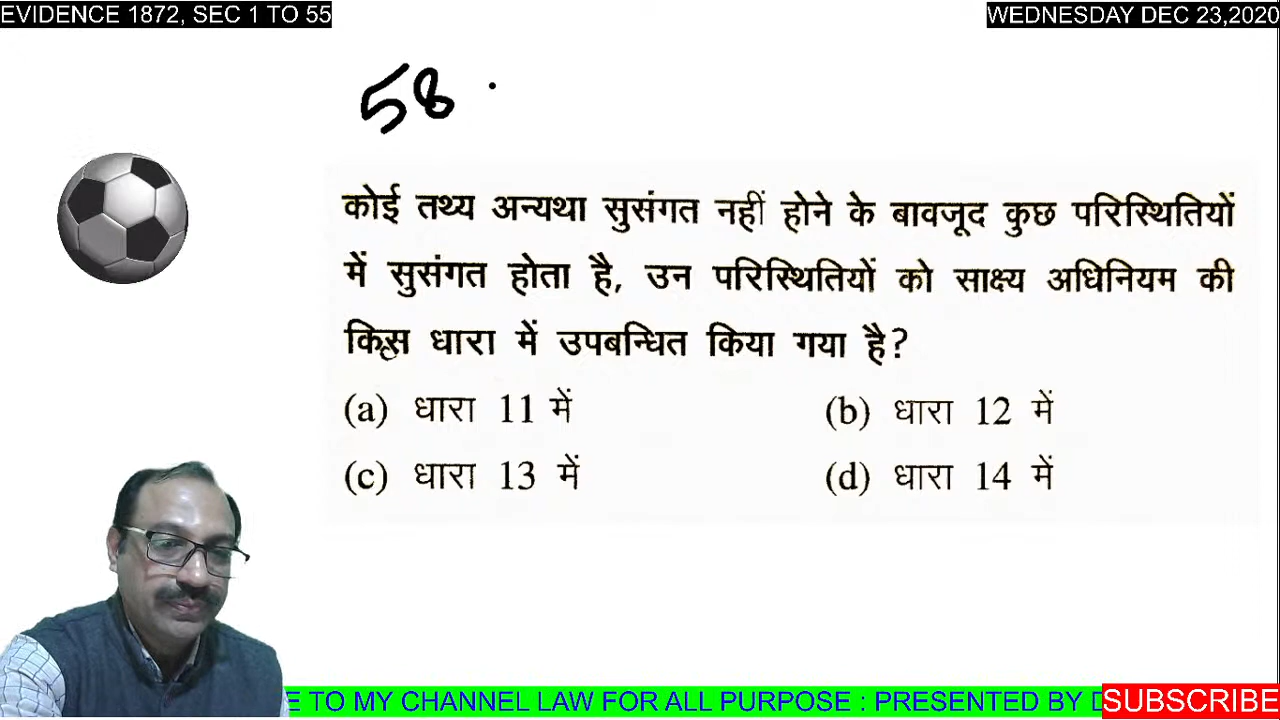 EVIDENCE 1872, SEC 1 TO 55
WEDNESDAY DEC 23,2020
58.
कोई तथ्य अन्यथा सुसंगत नहीं होने के बावजूद कुछ परिस्थितियों
में सुसंगत होता है, उन परिस्थितियों को साक्ष्य अधिनियम की
किस धारा में उपबन्धित किया गया है?
(a) धारा 11 में
(b) धारा 12 में
(c) धारा 13 में
(d) धारा 14 में
E TO MY CHANNEL LAW FOR ALL PURPOSE : PRESENTED BY D
SUBSCRIBE